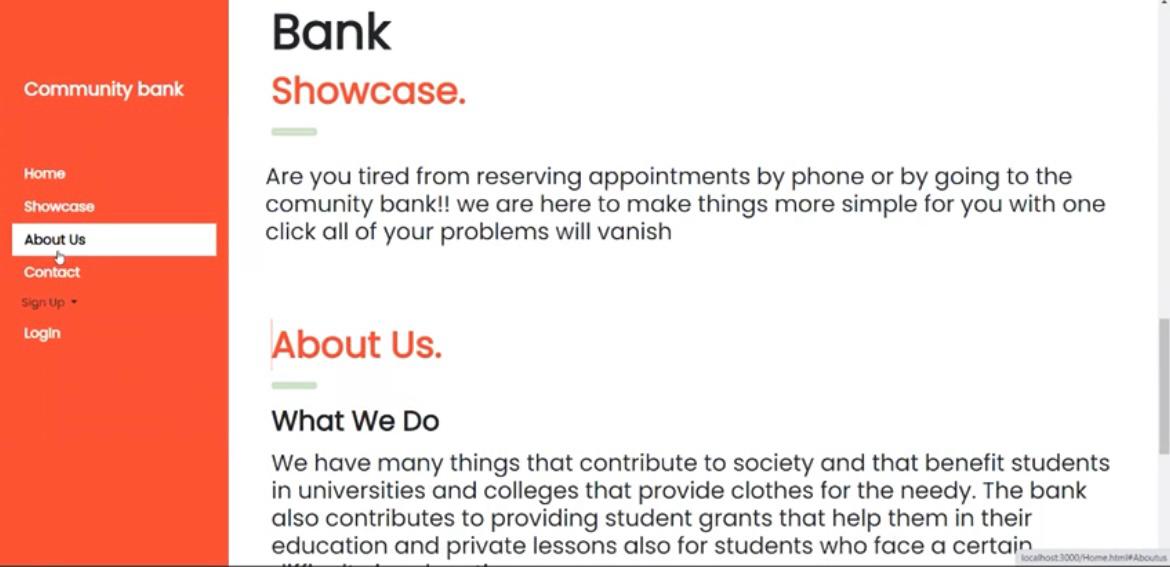 Community bank
Home
Showcase
About Us
Contact
Sign Up
LogIn
Bank
Showcase.
Are you tired from reserving appointments by phone or by going to the
comunity bank!! we are here to make things more simple for you with one
click all of your problems will vanish
About Us.
What We Do
We have many things that contribute to society and that benefit students
in universities and colleges that provide clothes for the needy. The bank
also contributes to providing student grants that help them in their
education and private lessons also for students who face a certain
localhost:3000/Home.html#Aboutus